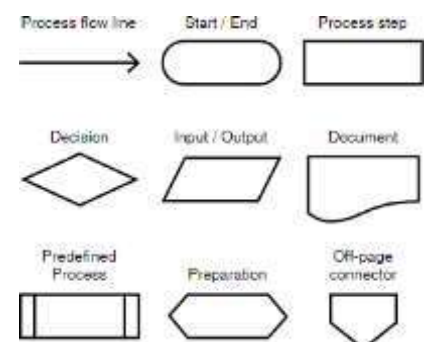 Process flow line
Start / End
Process step
Decision
Input / Output
Document
Predefined
Process
Preparation
Off-page
connector